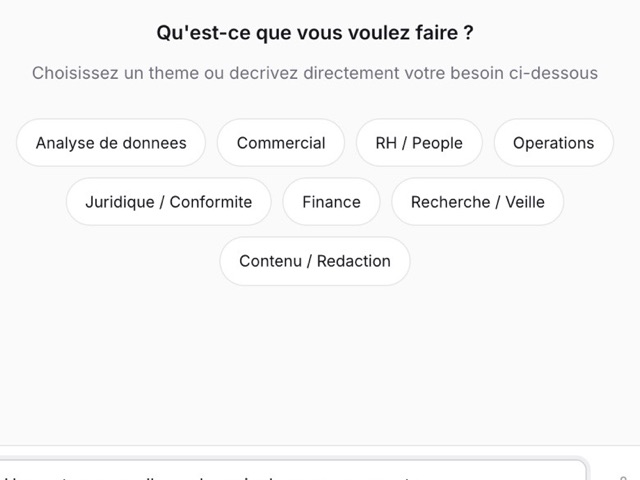 Qu'est-ce que vous voulez faire ?
Choisissez un theme ou decrivez directement votre besoin ci-dessous
Analyse de donnees
Commercial
RH / People
Operations
Juridique / Conformite
Finance
Recherche / Veille
Contenu / Redaction